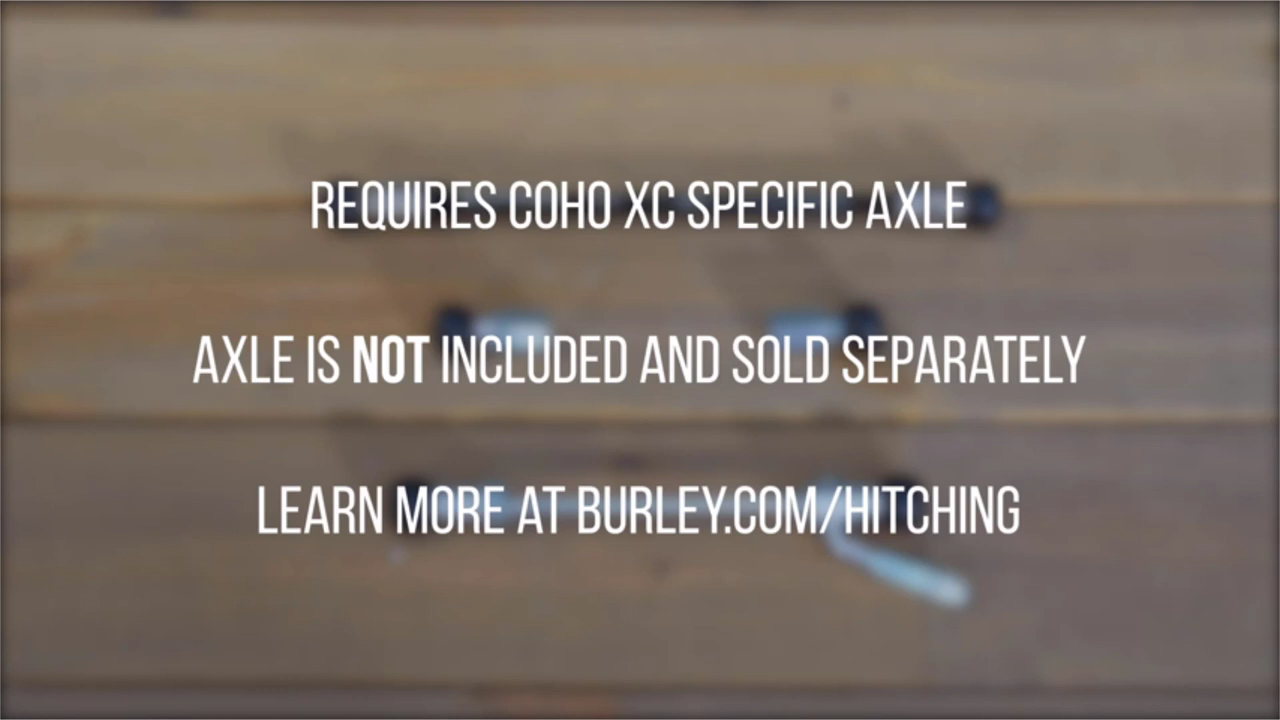 REQUIRES COHO XC SPECIFIC AXLE
AXLE IS NOT INCLUDED AND SOLD SEPARATELY
LEARN MORE AT BURLEY.COM/HITCHING